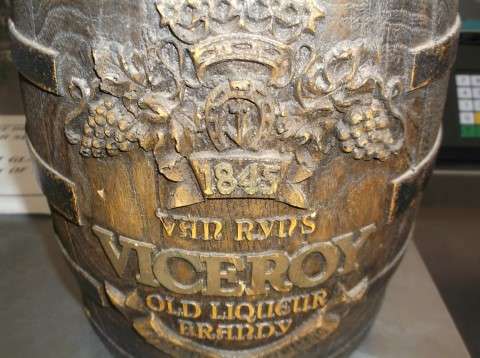 1845
VAN RYNS
VICEROY
OLD LIQUEUR
BRANDY